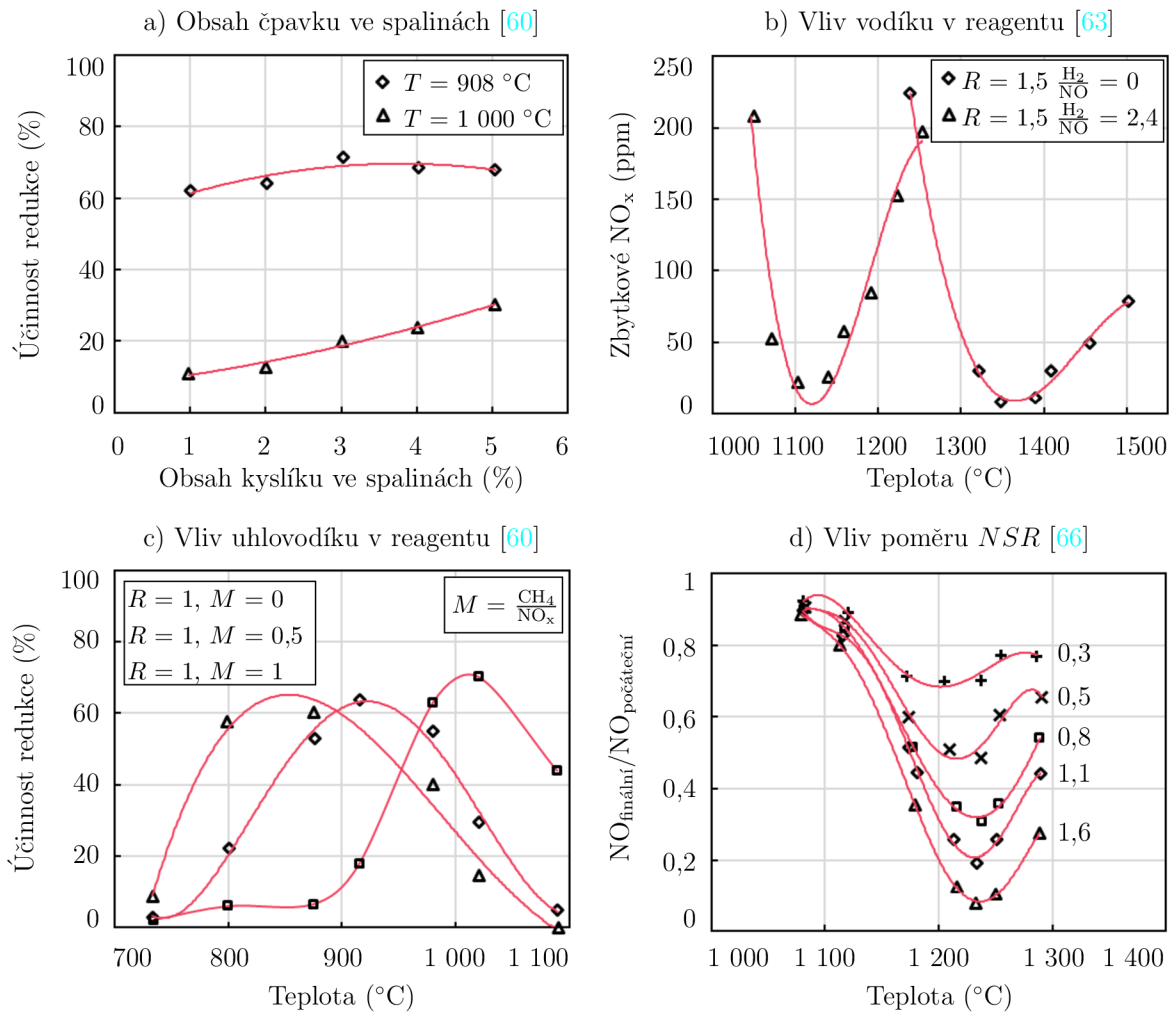 a) Obsah čpavku ve spalinách [60]
100
80
60
40
20
0
Účinnost redukce (%)
T = 908 °C
T = 1 000 °C
0 1 2 3 4 5 6
Obsah kyslíku ve spalinách (%)
b) Vliv vodíku v reagentu [63]
250
200
150
100
50
0
Zbytkové NOₓ (ppm)
R = 1,5 H₂/NO = 0
R = 1,5 H₂/NO = 2,4
1000 1100 1200 1300 1400 1500
Teplota (°C)
c) Vliv uhlovodíku v reagentu [60]
100
80
60
40
20
0
Účinnost redukce (%)
R = 1, M = 0
R = 1, M = 0,5
R = 1, M = 1
M = CH₄/NOₓ
700 800 900 1 000 1 100
Teplota (°C)
d) Vliv poměru NSR [66]
1
0,8
0,6
0,4
0,2
0
NOfinální/NOpočáteční
0,3
0,5
0,8
1,1
1,6
1 000 1 100 1 200 1 300 1 400
Teplota (°C)